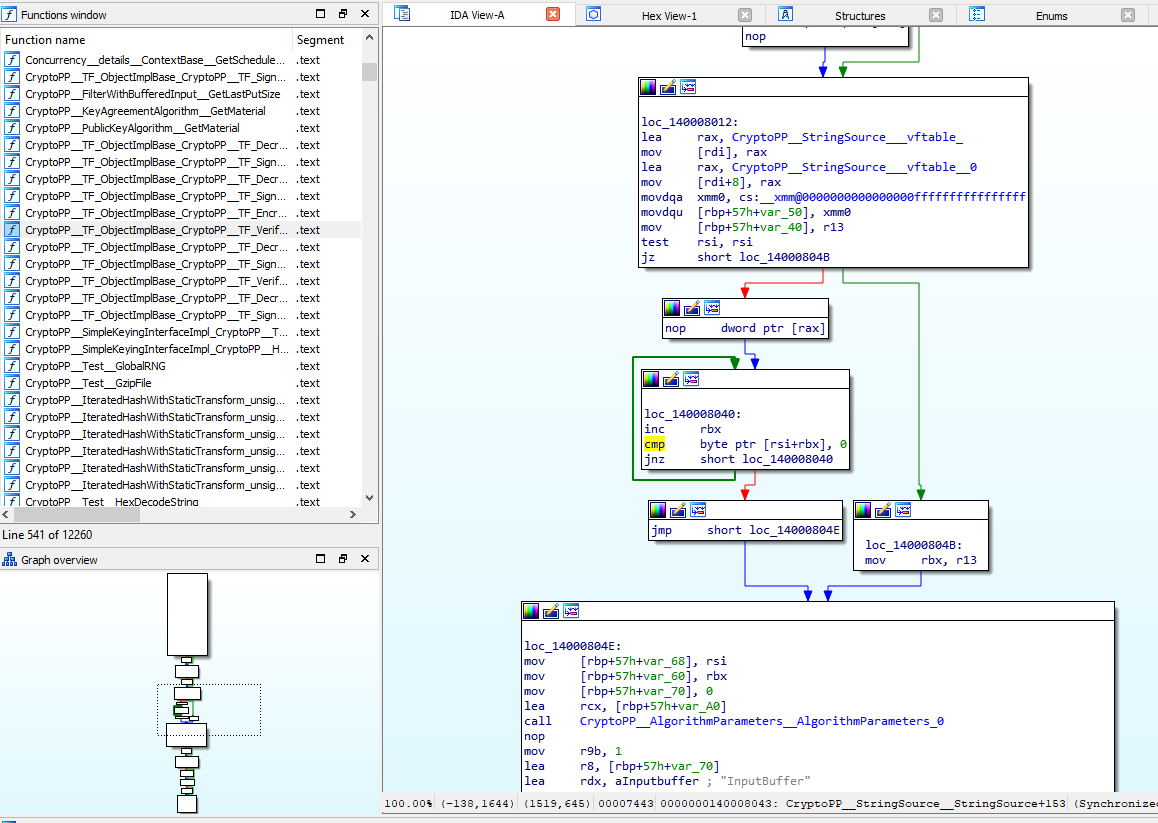 Functions window
Function name Segment
Concurrency__details__ContextBase__GetSchedule... .text
CryptoPP__TF_ObjectImplBase_CryptoPP__TF_Sign... .text
CryptoPP__FilterWithBufferedInput__GetLastPutSize .text
CryptoPP__KeyAgreementAlgorithm__GetMaterial .text
CryptoPP__PublicKeyAlgorithm__GetMaterial .text
CryptoPP__TF_ObjectImplBase_CryptoPP__TF_Decr... .text
CryptoPP__TF_ObjectImplBase_CryptoPP__TF_Sign... .text
CryptoPP__TF_ObjectImplBase_CryptoPP__TF_Decr... .text
CryptoPP__TF_ObjectImplBase_CryptoPP__TF_Sign... .text
CryptoPP__TF_ObjectImplBase_CryptoPP__TF_Encr... .text
CryptoPP__TF_ObjectImplBase_CryptoPP__TF_Verif... .text
CryptoPP__TF_ObjectImplBase_CryptoPP__TF_Decr... .text
CryptoPP__TF_ObjectImplBase_CryptoPP__TF_Sign... .text
CryptoPP__TF_ObjectImplBase_CryptoPP__TF_Verif... .text
CryptoPP__TF_ObjectImplBase_CryptoPP__TF_Decr... .text
CryptoPP__TF_ObjectImplBase_CryptoPP__TF_Sign... .text
CryptoPP__SimpleKeyingInterfaceImpl_CryptoPP__T... .text
CryptoPP__SimpleKeyingInterfaceImpl_CryptoPP__H... .text
CryptoPP__Test__GlobalRNG .text
CryptoPP__Test__GzipFile .text
CryptoPP__IteratedHashWithStaticTransform_unsig... .text
CryptoPP__IteratedHashWithStaticTransform_unsig... .text
CryptoPP__IteratedHashWithStaticTransform_unsig... .text
CryptoPP__IteratedHashWithStaticTransform_unsig... .text
CryptoPP__IteratedHashWithStaticTransform_unsig... .text
CryptoPP__IteratedHashWithStaticTransform_unsig... .text
CryptoPP__Test__HexDecodeString .text
Line 541 of 12260
Graph overview
IDA View-A Hex View-1 Structures Enums
nop
loc_140008012:
lea rax, CryptoPP__StringSource___vftable_
mov [rdi], rax
lea rax, CryptoPP__StringSource___vftable__0
mov [rdi+8], rax
movdqa xmm0, cs:__xmm@0000000000000000ffffffffffffffff
movdqu [rbp+57h+var_50], xmm0
mov [rbp+57h+var_40], r13
test rsi, rsi
jz short loc_14000804B
nop dword ptr [rax]
loc_140008040:
inc rbx
cmp byte ptr [rsi+rbx], 0
jnz short loc_140008040
jmp short loc_14000804E
loc_14000804B:
mov rbx, r13
loc_14000804E:
mov [rbp+57h+var_68], rsi
mov [rbp+57h+var_60], rbx
mov [rbp+57h+var_70], 0
lea rcx, [rbp+57h+var_A0]
call CryptoPP__AlgorithmParameters__AlgorithmParameters_0
nop
mov r9b, 1
lea r8, [rbp+57h+var_70]
lea rdx, aInputbuffer ; "InputBuffer"
100.00% (-138,1644) (1519,645) 00007443 0000000140008043: CryptoPP__StringSource__StringSource+153 (Synchronized